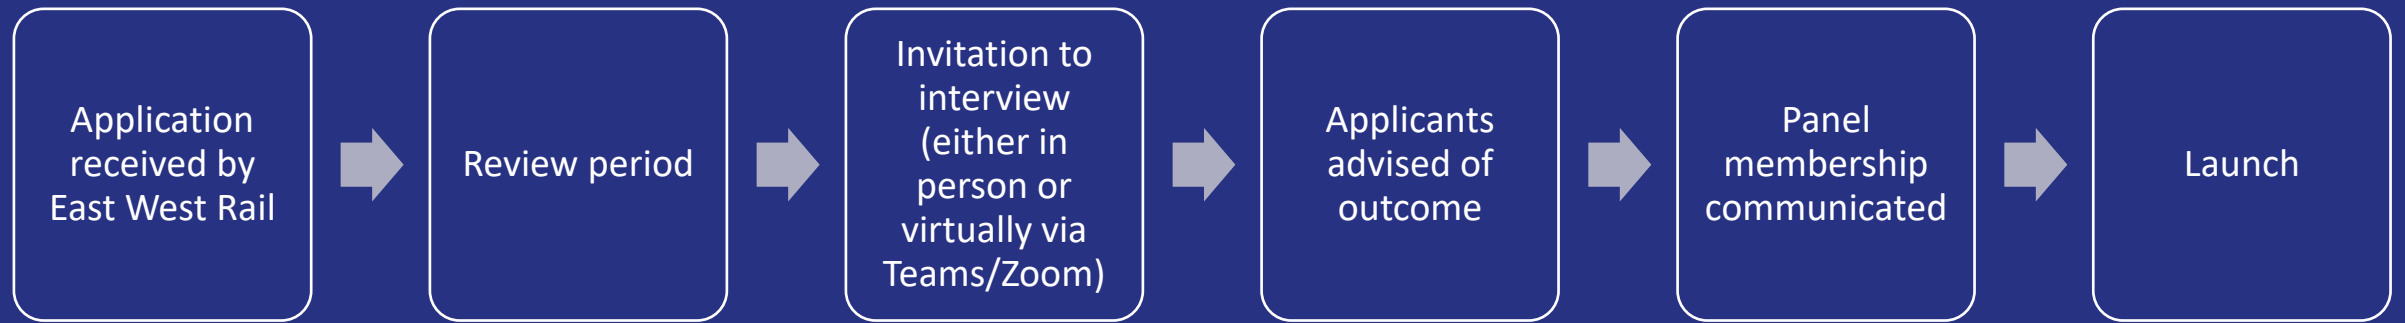 Application
received by
East West Rail
Review period
Invitation to
interview
(either in
person or
virtually via
Teams/Zoom)
Applicants
advised of
outcome
Panel
membership
communicated
Launch